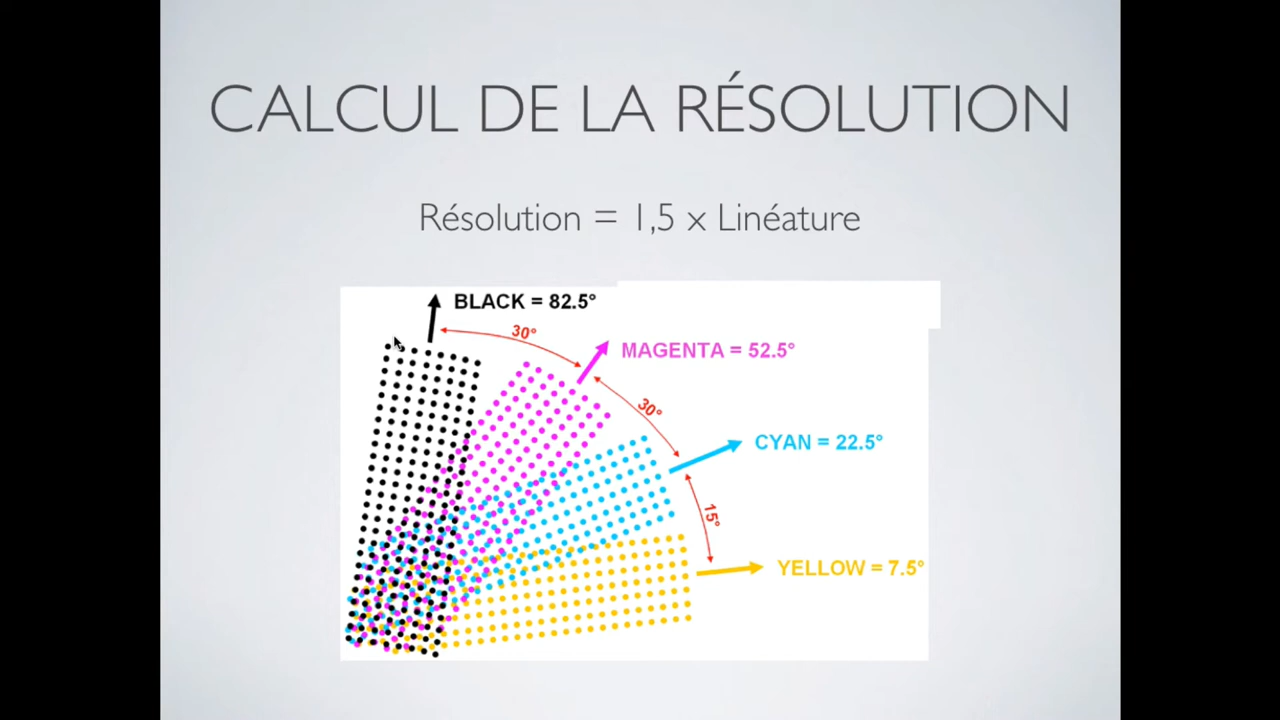 CALCUL DE LA RÉSOLUTION
Résolution = 1,5 x Linéature
BLACK = 82.5°
30°
MAGENTA = 52.5°
30°
CYAN = 22.5°
15°
YELLOW = 7.5°